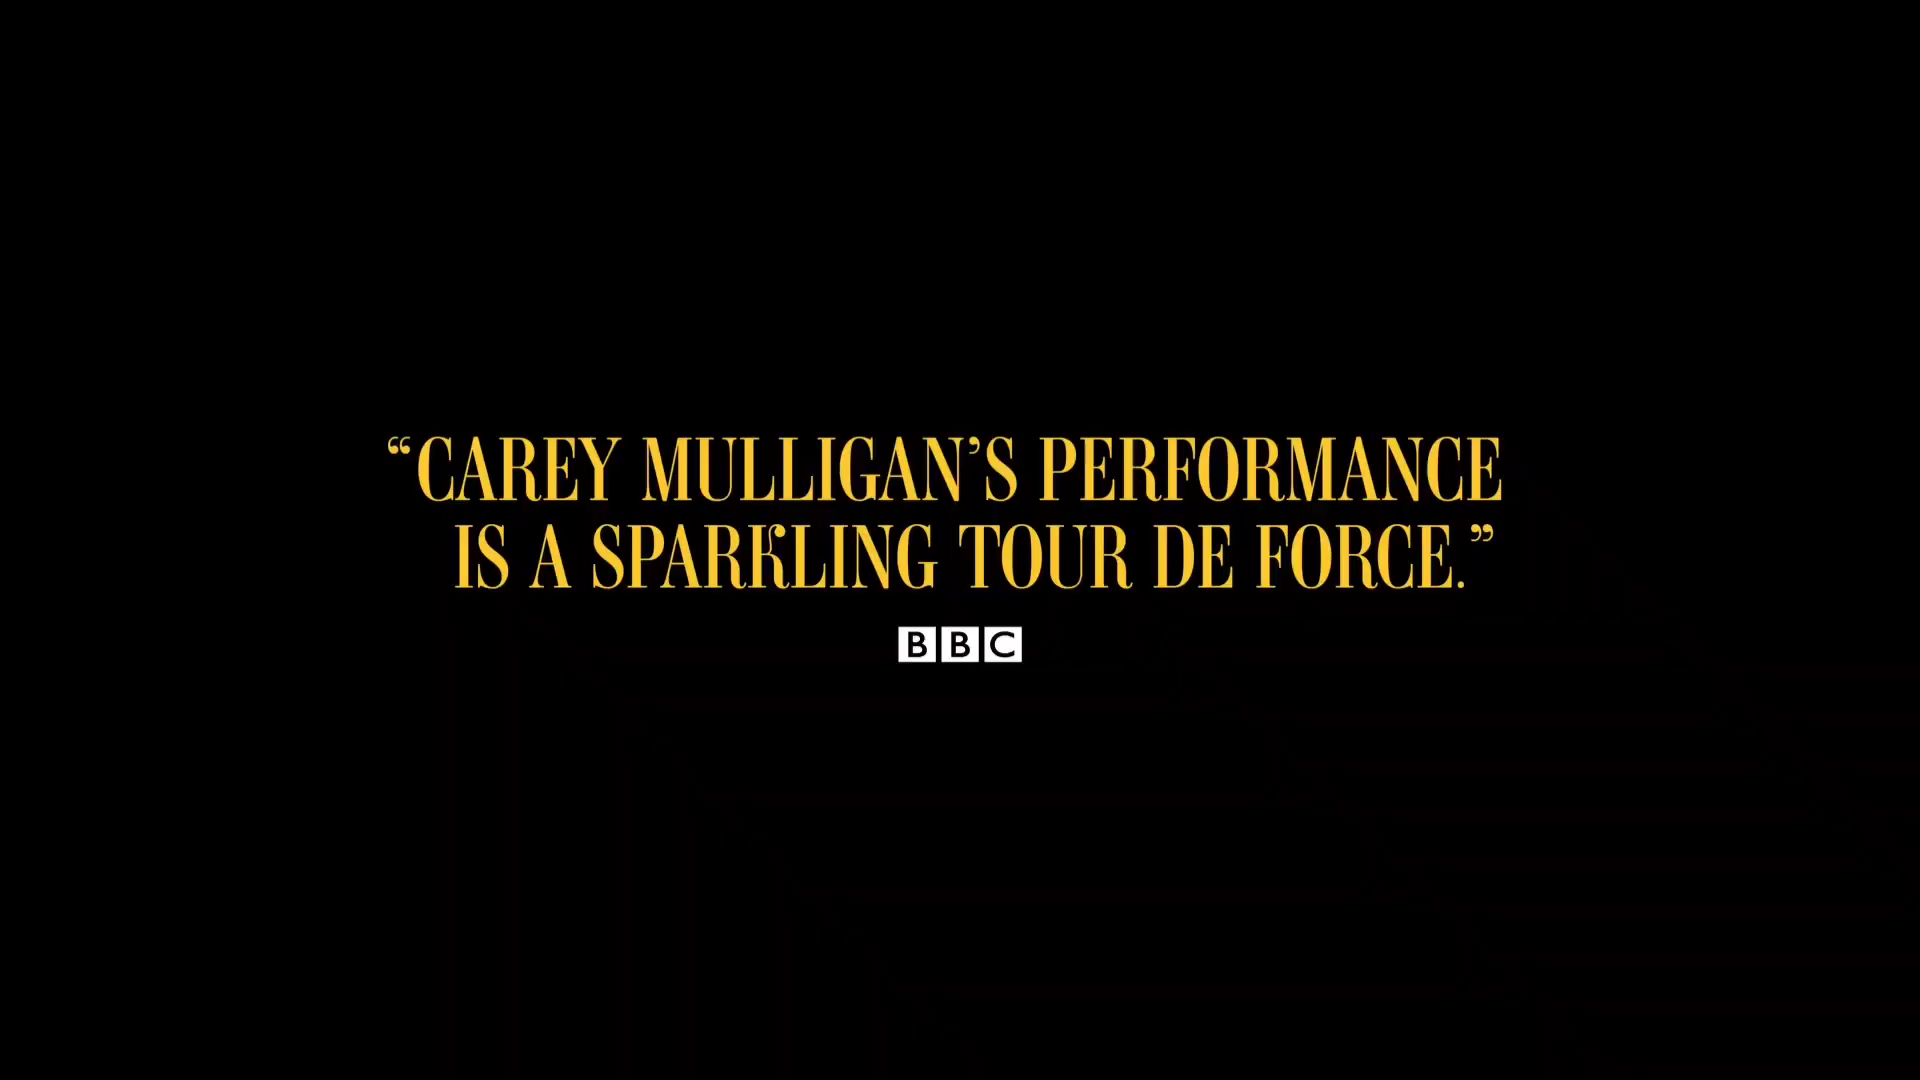 “CAREY MULLIGAN’S PERFORMANCE
IS A SPARKLING TOUR DE FORCE.”
BBC